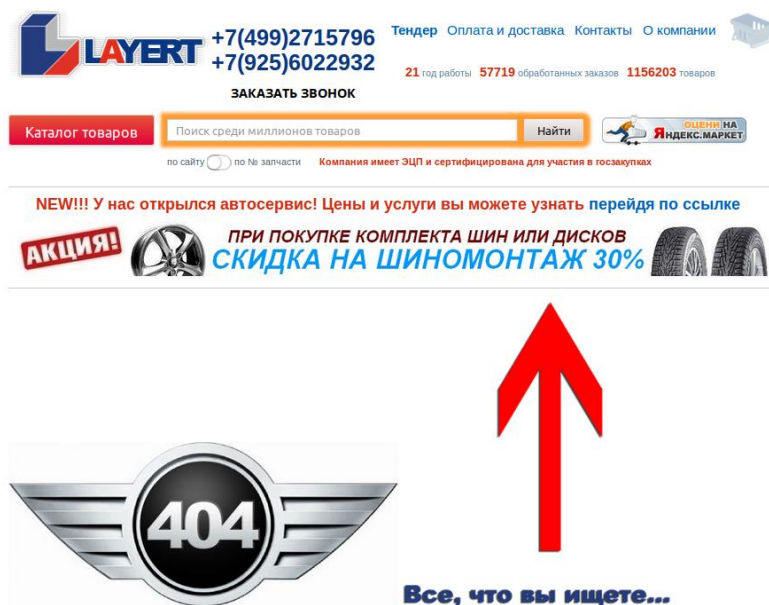 LAYERT
+7(499)2715796
+7(925)6022932
ЗАКАЗАТЬ ЗВОНОК
Тендер Оплата и доставка Контакты О компании
21 год работы 57719 обработанных заказов 1156203 товаров
Каталог товаров
Поиск среди миллионов товаров
Найти
ОЦЕНИ НА
ЯНДЕКС.МАРКЕТ
по сайту по № запчасти Компания имеет ЭЦП и сертифицирована для участия в госзакупках
NEW!!! У нас открылся автосервис! Цены и услуги вы можете узнать перейдя по ссылке
АКЦИЯ!
ПРИ ПОКУПКЕ КОМПЛЕКТА ШИН ИЛИ ДИСКОВ
СКИДКА НА ШИНОМОНТАЖ 30%
404
Все, что вы ищете...